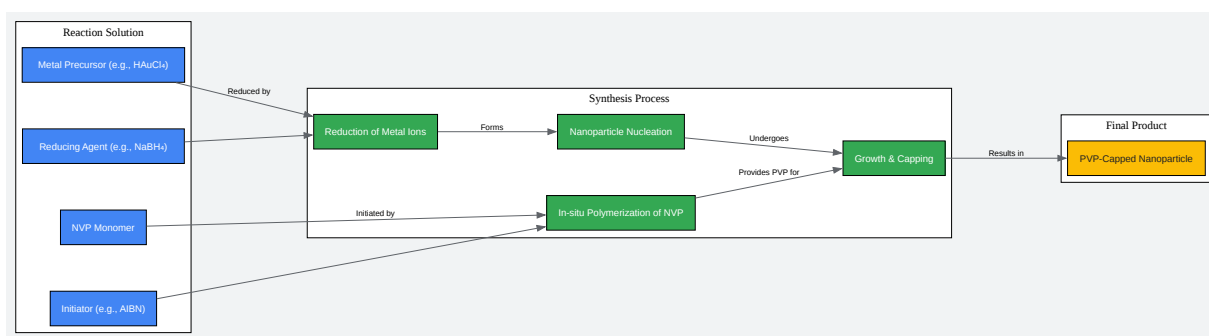 Reaction Solution
Metal Precursor (e.g., HAuCl₄)
Reduced by
Reducing Agent (e.g., NaBH₄)
NVP Monomer
Initiated by
Initiator (e.g., AIBN)
Synthesis Process
Reduction of Metal Ions
Forms
Nanoparticle Nucleation
Undergoes
Growth & Capping
Provides PVP for
In-situ Polymerization of NVP
Results in
Final Product
PVP-Capped Nanoparticle